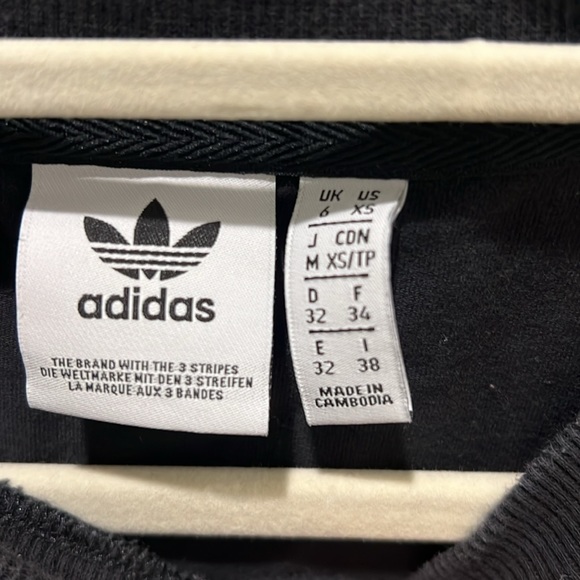 adidas
THE BRAND WITH THE 3 STRIPES
DIE WELTMARKE MIT DEN 3 STREIFEN
LA MARQUE AUX 3 BANDES
UK US
6 XS
J CDN
M XS/TP
D F
32 34
E I
32 38
MADE IN
CAMBODIA